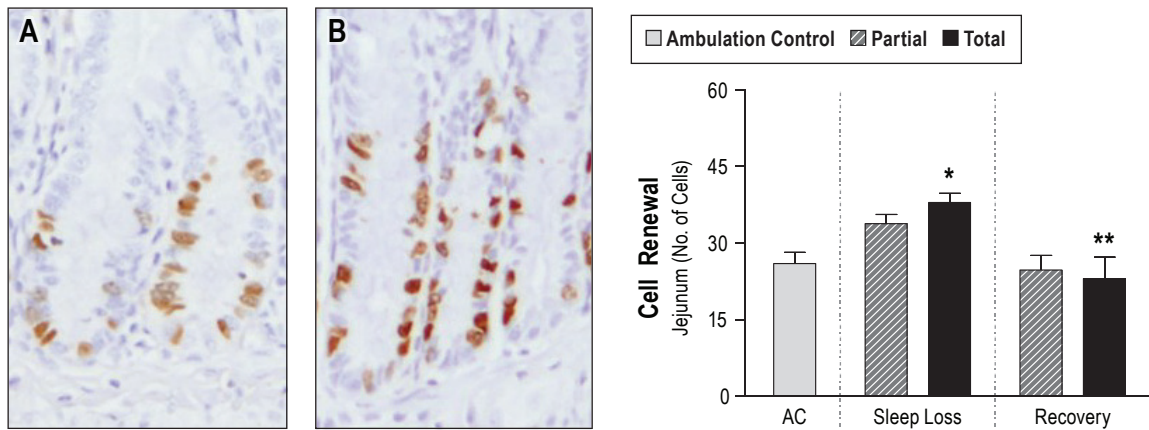 A
B
Ambulation Control Partial Total
Cell Renewal
Jejunum (No. of Cells)
60
45
30
15
0
*
**
AC Sleep Loss Recovery